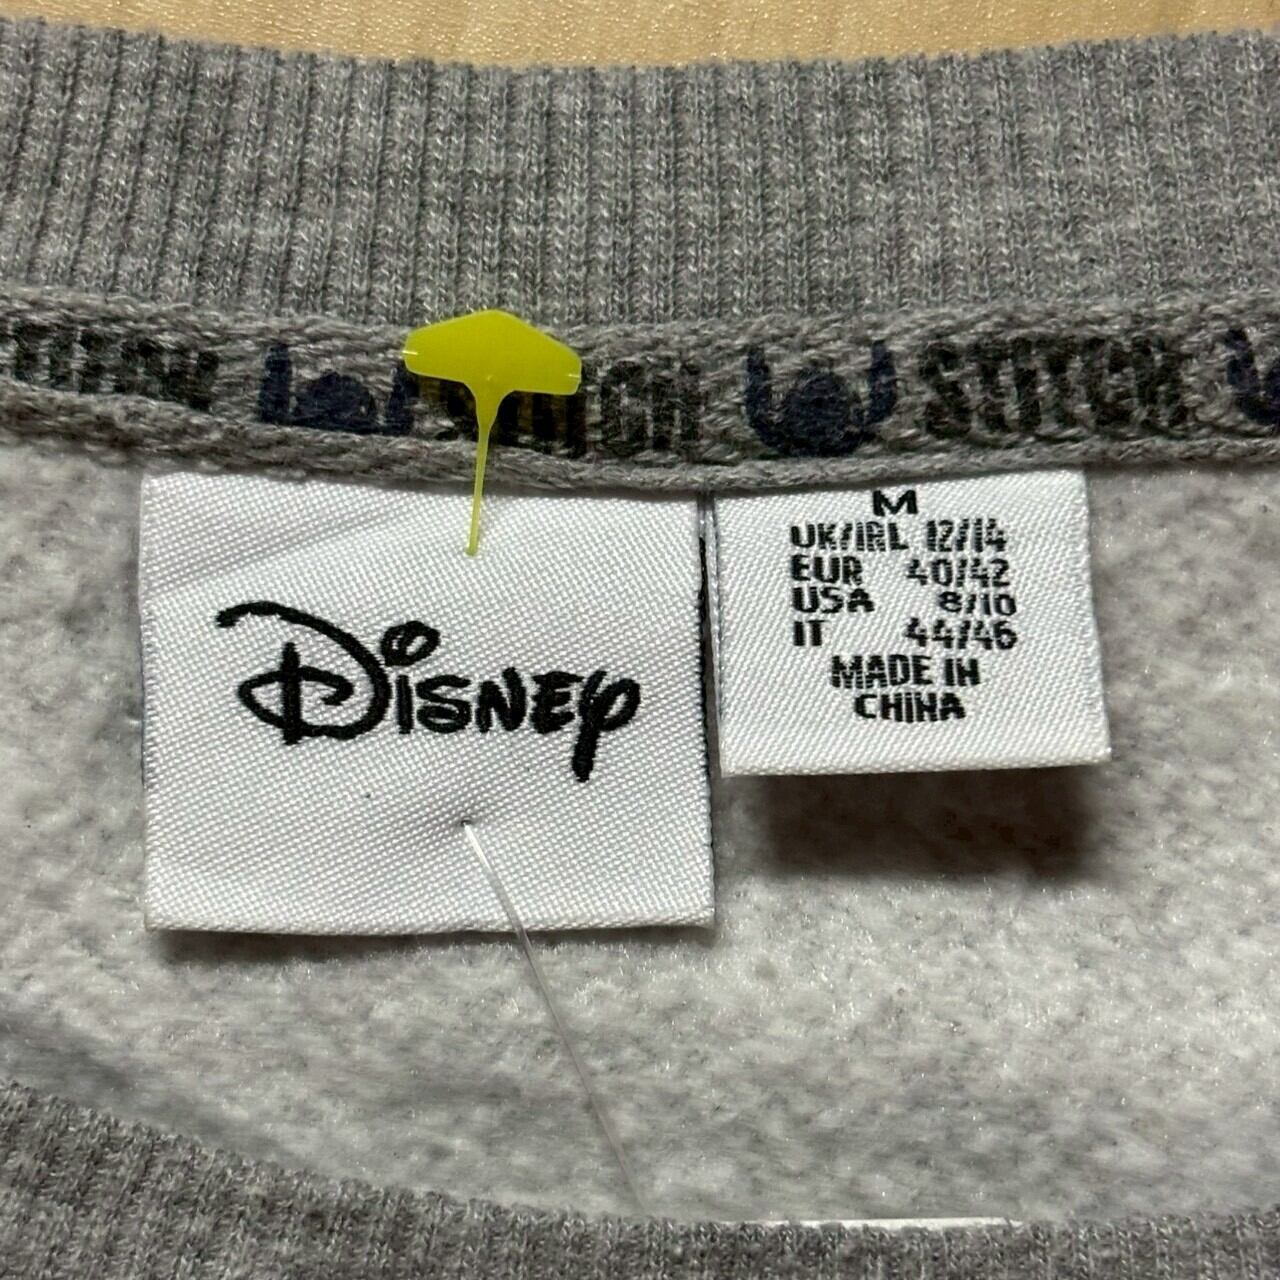 STITCH STITCH
DISNEY
M
UK/IRL 12/14
EUR 40/42
USA 8/10
IT 44/46
MADE IN
CHINA